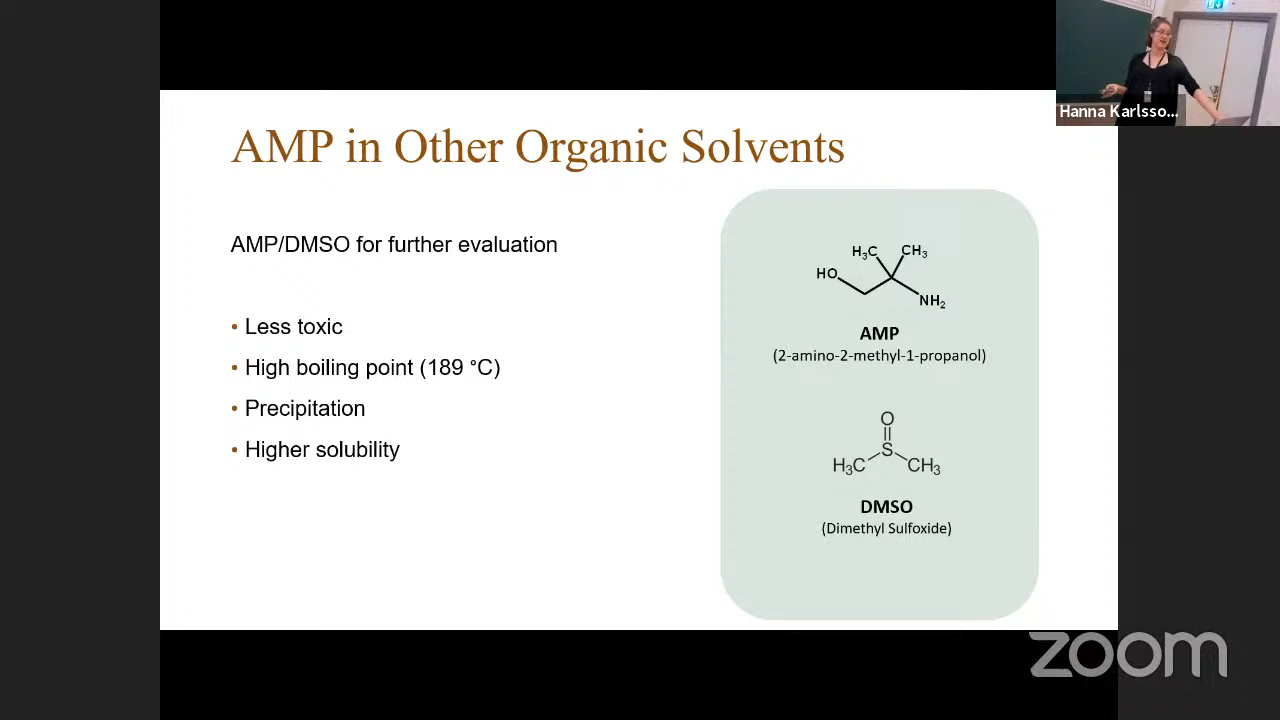 Hanna Karlsso...
AMP in Other Organic Solvents
AMP/DMSO for further evaluation
• Less toxic
• High boiling point (189 °C)
• Precipitation
• Higher solubility
H₃C CH₃
HO
NH₂
AMP
(2-amino-2-methyl-1-propanol)
O
S
H₃C CH₃
DMSO
(Dimethyl Sulfoxide)
zoom